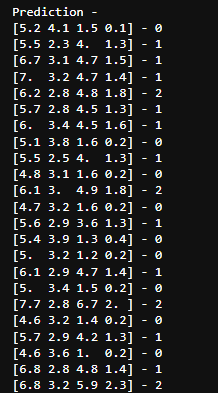 Prediction -
[5.2 4.1 1.5 0.1] - 0
[5.5 2.3 4.  1.3] - 1
[6.7 3.1 4.7 1.5] - 1
[7.  3.2 4.7 1.4] - 1
[6.2 2.8 4.8 1.8] - 2
[5.7 2.8 4.5 1.3] - 1
[6.  3.4 4.5 1.6] - 1
[5.1 3.8 1.6 0.2] - 0
[5.5 2.5 4.  1.3] - 1
[4.8 3.1 1.6 0.2] - 0
[6.1 3.  4.9 1.8] - 2
[4.7 3.2 1.6 0.2] - 0
[5.6 2.9 3.6 1.3] - 1
[5.4 3.9 1.3 0.4] - 0
[5.  3.2 1.2 0.2] - 0
[6.1 2.9 4.7 1.4] - 1
[5.  3.4 1.5 0.2] - 0
[7.7 2.8 6.7 2. ] - 2
[4.6 3.2 1.4 0.2] - 0
[5.7 2.9 4.2 1.3] - 1
[4.6 3.6 1.  0.2] - 0
[6.8 2.8 4.8 1.4] - 1
[6.8 3.2 5.9 2.3] - 2